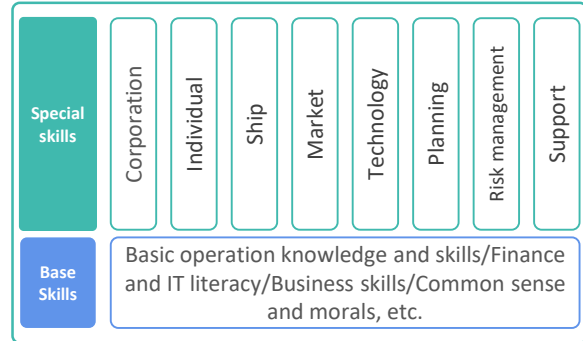 Special
skills
Corporation
Individual
Ship
Market
Technology
Planning
Risk management
Support
Base
Skills
Basic operation knowledge and skills/Finance
and IT literacy/Business skills/Common sense
and morals, etc.